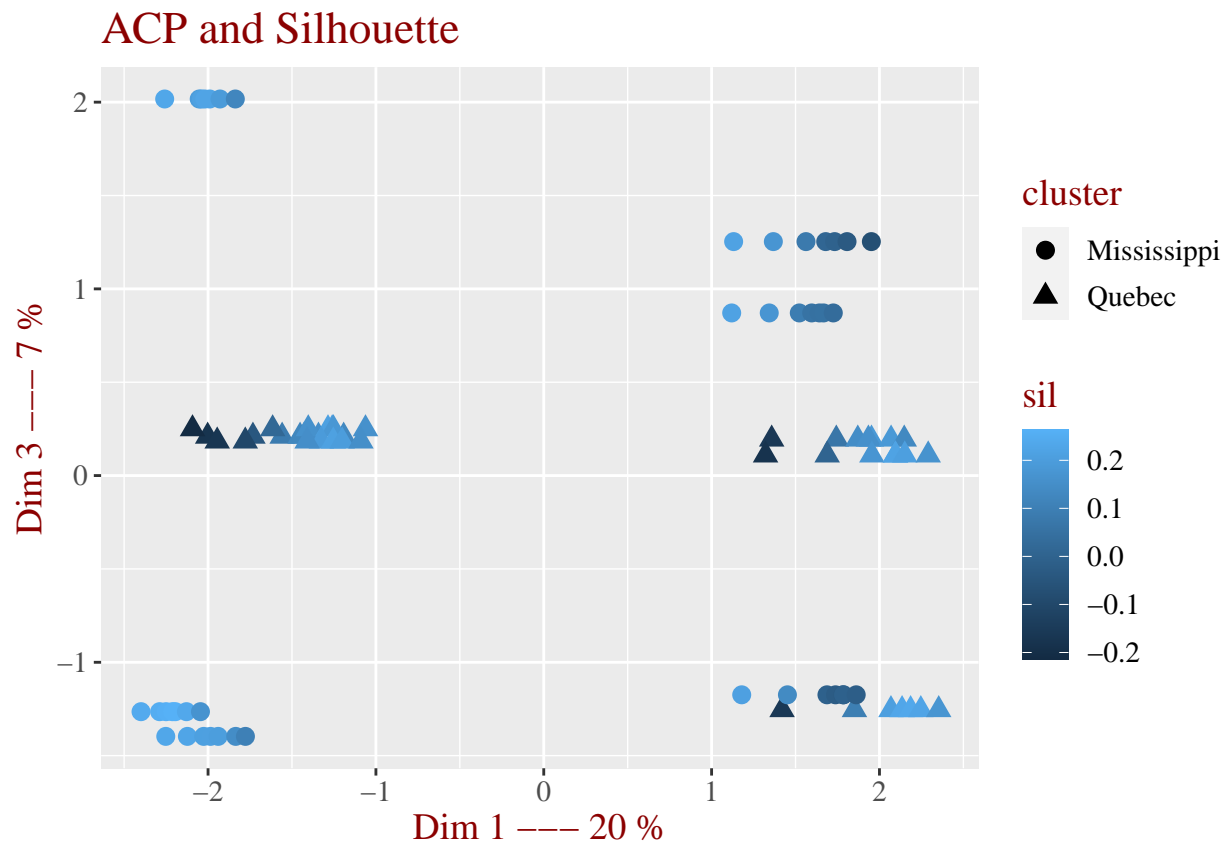 ACP and Silhouette
2
1
0
−1
Dim 3 −−− 7 %
−2
−1
0
1
2
Dim 1 −−− 20 %
cluster
Mississippi
Quebec
sil
0.2
0.1
0.0
−0.1
−0.2